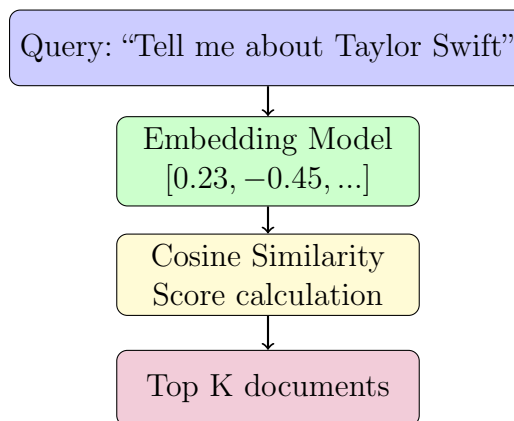 Query: “Tell me about Taylor Swift”
Embedding Model
[0.23, −0.45, ...]
Cosine Similarity
Score calculation
Top K documents